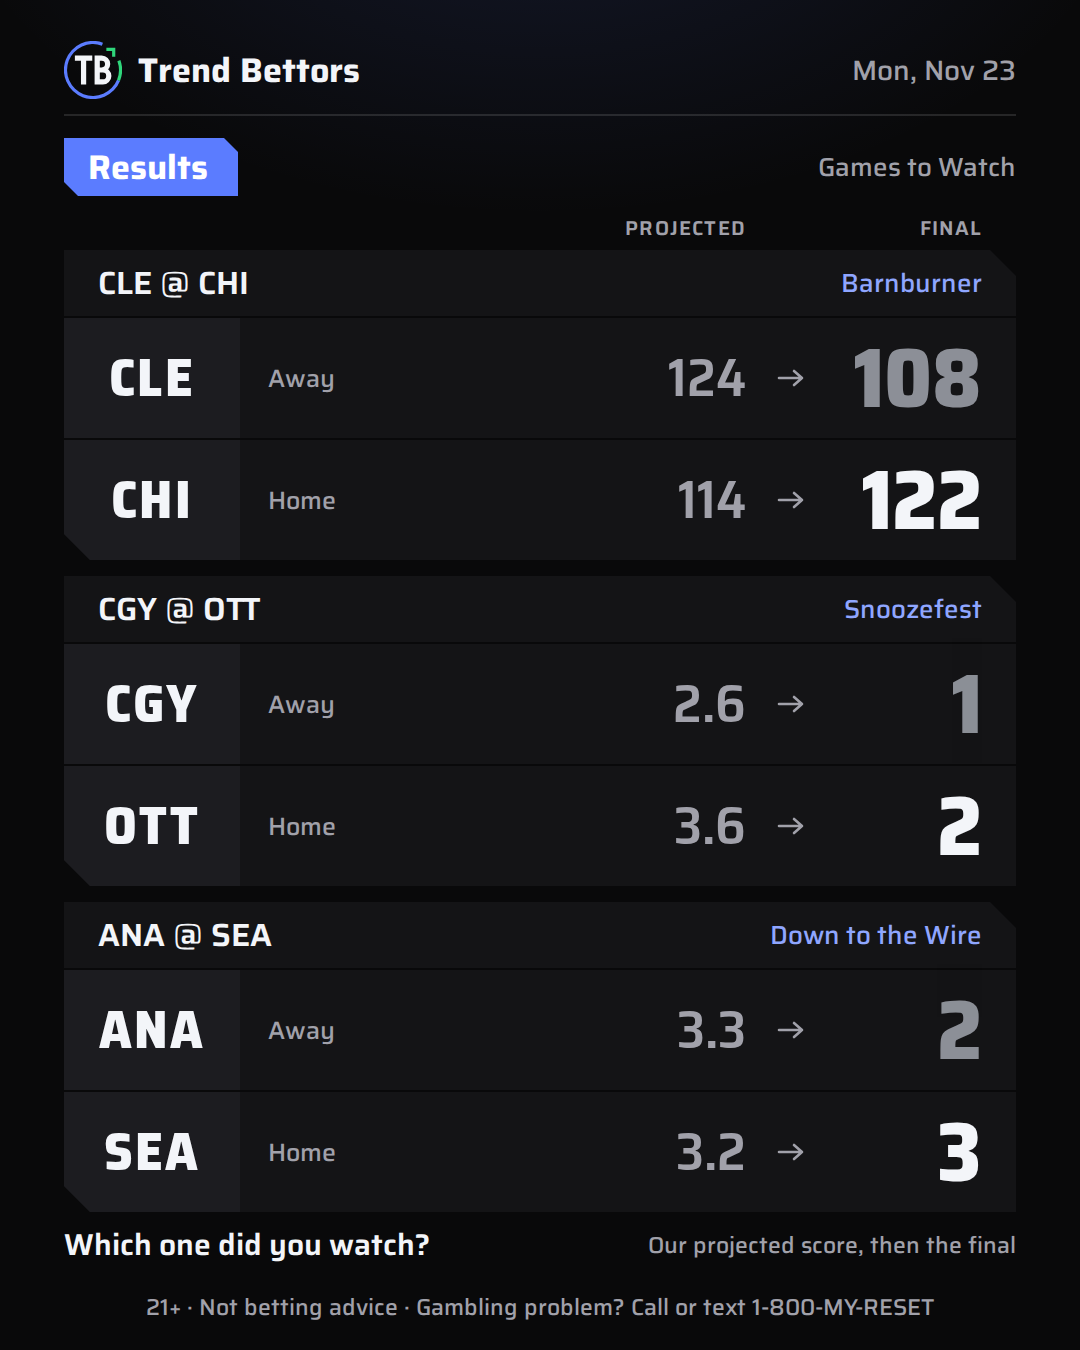 TB Trend Bettors
Mon, Nov 23
Results
Games to Watch
PROJECTED FINAL
CLE @ CHI Barnburner
CLE Away 124 → 108
CHI Home 114 → 122
CGY @ OTT Snoozefest
CGY Away 2.6 → 1
OTT Home 3.6 → 2
ANA @ SEA Down to the Wire
ANA Away 3.3 → 2
SEA Home 3.2 → 3
Which one did you watch? Our projected score, then the final
21+ · Not betting advice · Gambling problem? Call or text 1-800-MY-RESET